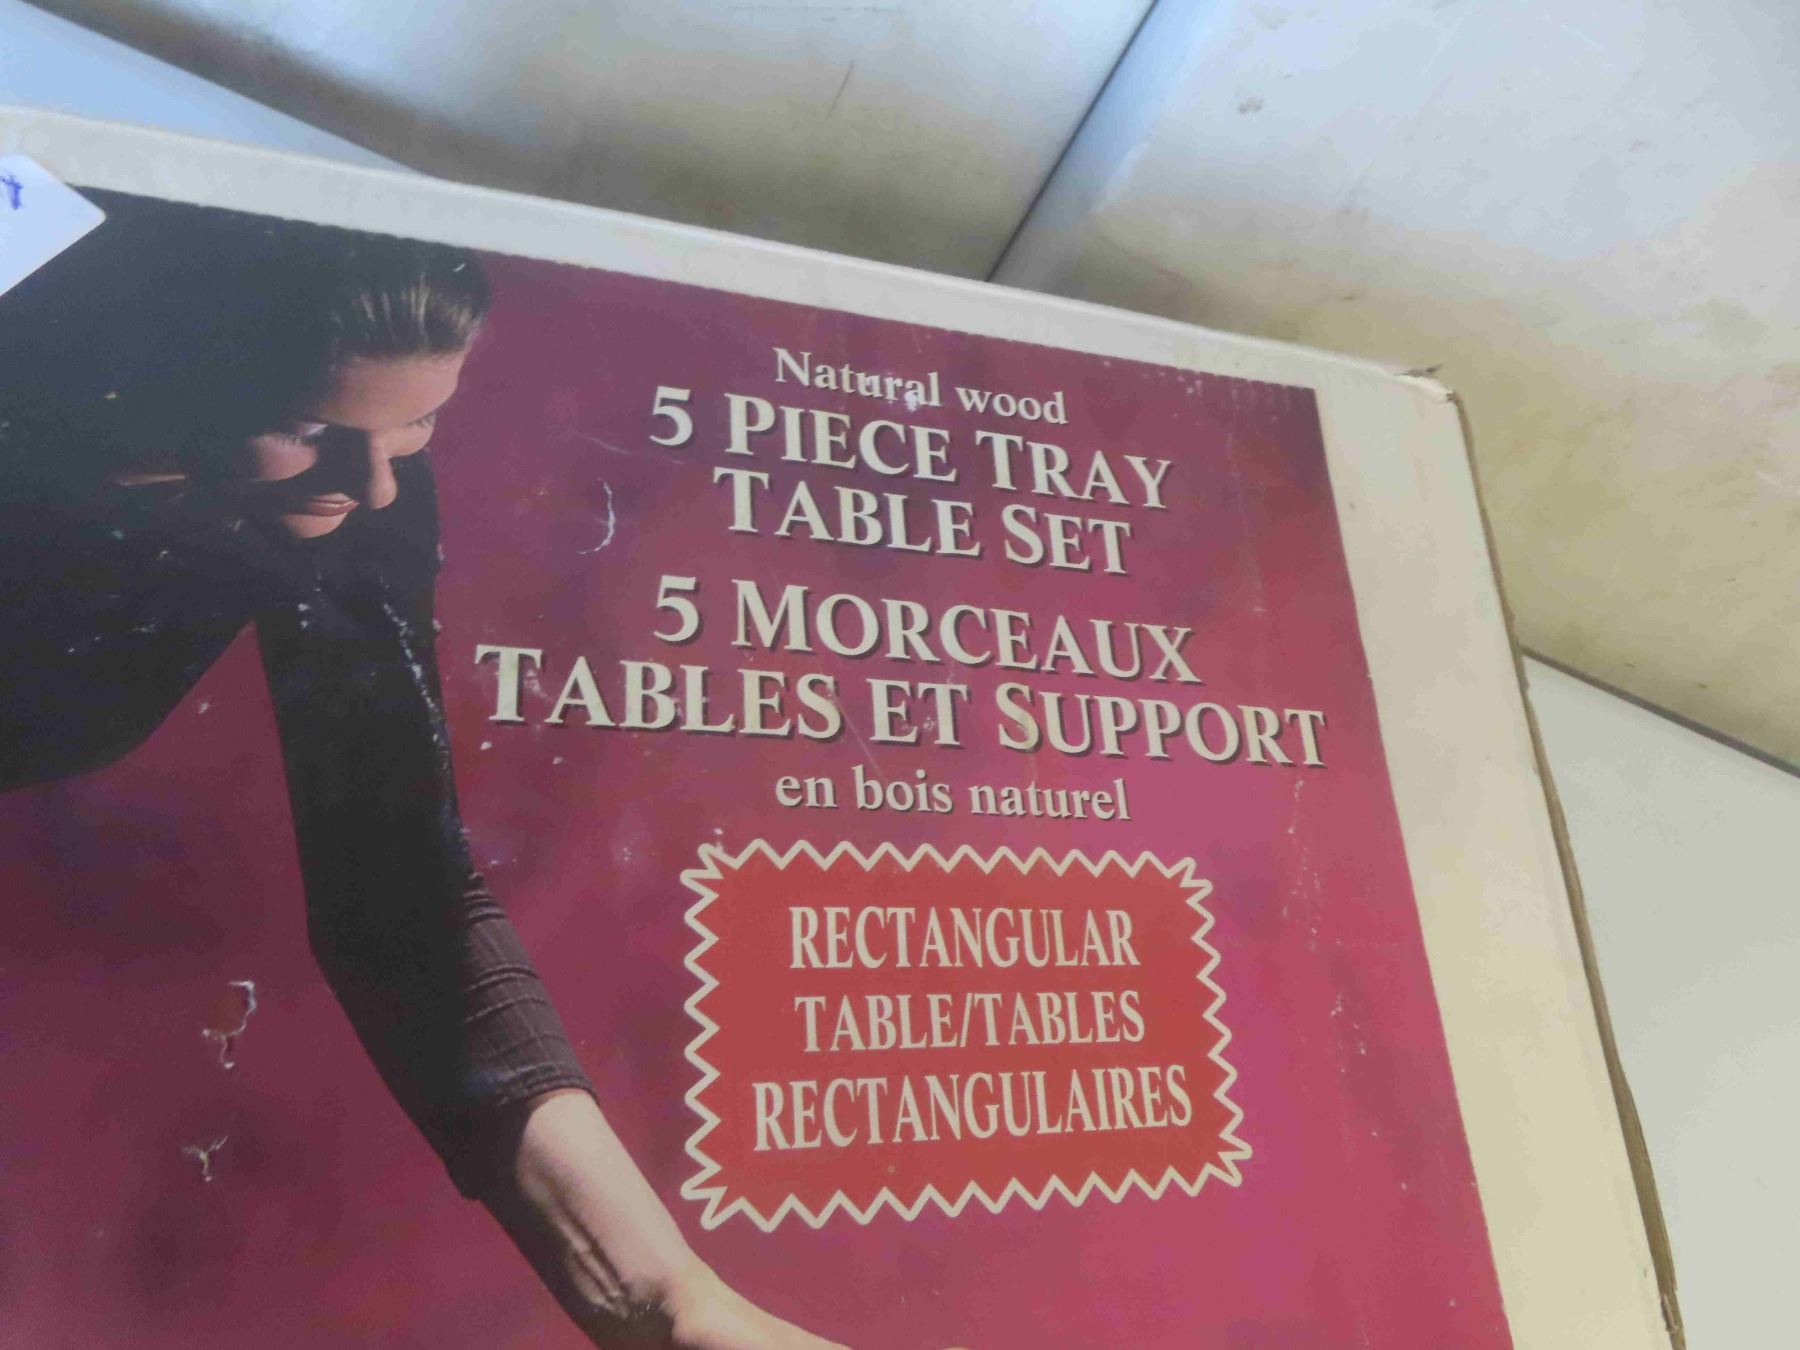 Natural wood
5 PIECE TRAY
TABLE SET
5 MORCEAUX
TABLES ET SUPPORT
en bois naturel
RECTANGULAR
TABLE/TABLES
RECTANGULAIRES